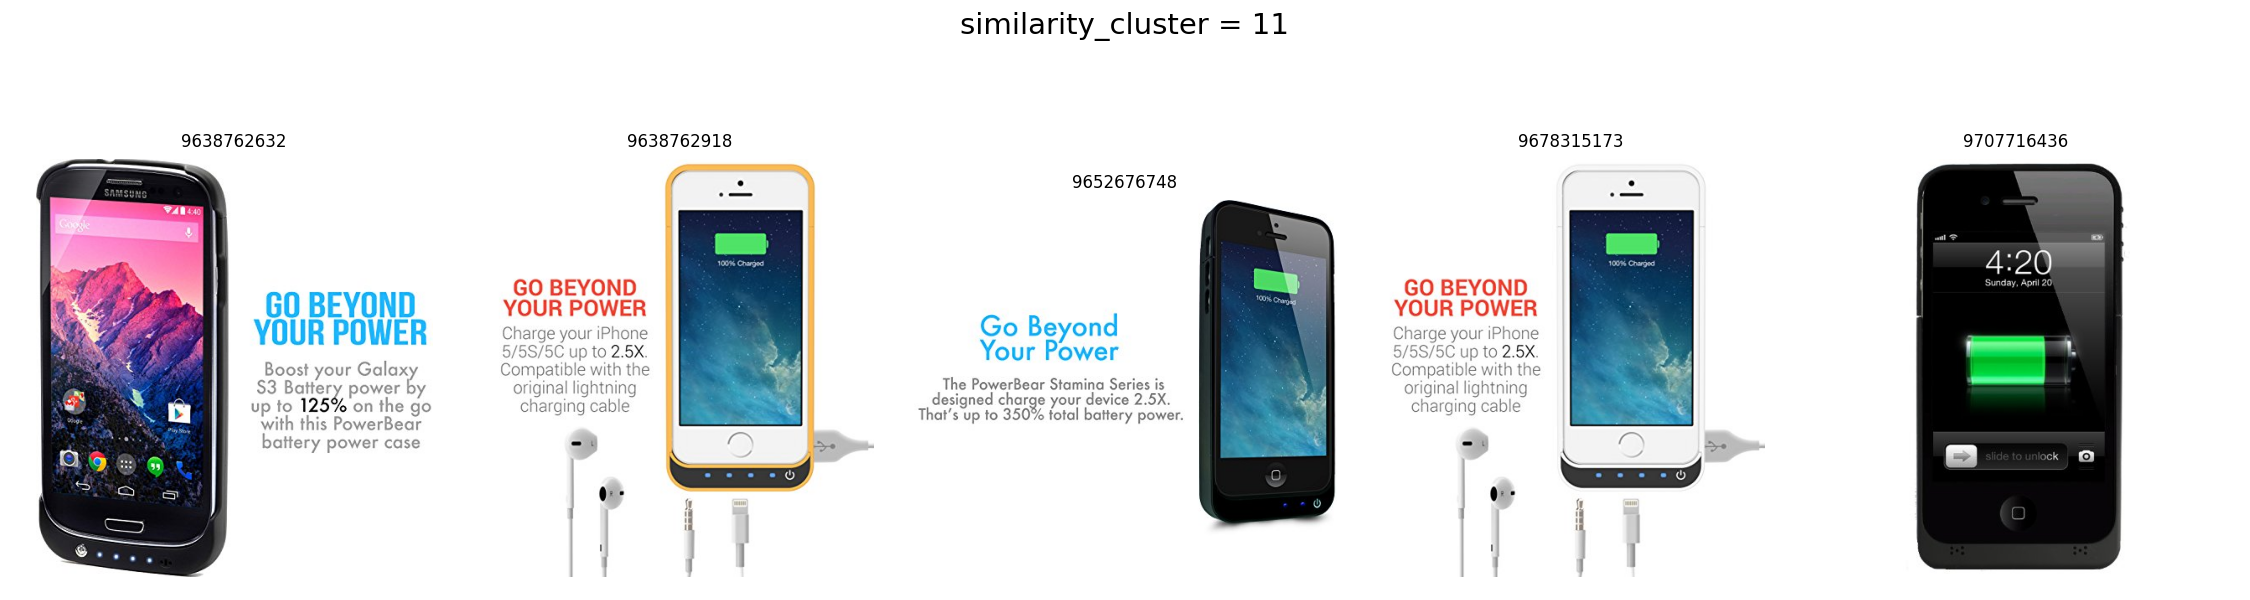 similarity_cluster = 11
9638762632
SAMSUNG
4:40
Google
Google
Play Store
GO BEYOND
YOUR POWER
Boost your Galaxy
S3 Battery power by
up to 125% on the go
with this PowerBear
battery power case
9638762918
100% Charged
GO BEYOND
YOUR POWER
Charge your iPhone
5/5S/5C up to 2.5X.
Compatible with the
original lightning
charging cable
9652676748
100% Charged
Go Beyond
Your Power
The PowerBear Stamina Series is
designed charge your device 2.5X.
That's up to 350% total battery power.
9678315173
100% Charged
GO BEYOND
YOUR POWER
Charge your iPhone
5/5S/5C up to 2.5X.
Compatible with the
original lightning
charging cable
9707716436
4:20
Sunday, April 20
slide to unlock